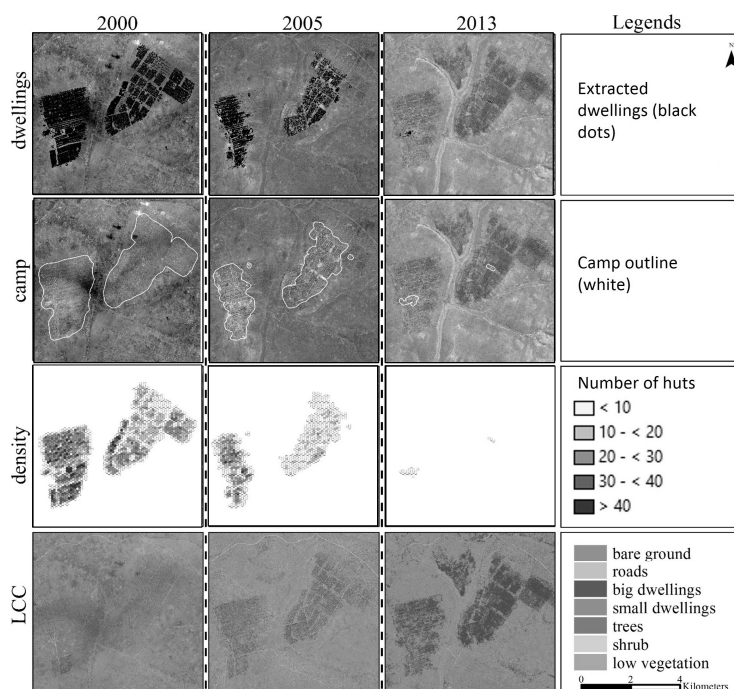 2000
2005
2013
Legends
dwellings
N
Extracted
dwellings (black
dots)
camp
Camp outline
(white)
density
Number of huts
< 10
10 - < 20
20 - < 30
30 - < 40
> 40
LCC
bare ground
roads
big dwellings
small dwellings
trees
shrub
low vegetation
0 2 4
Kilometers